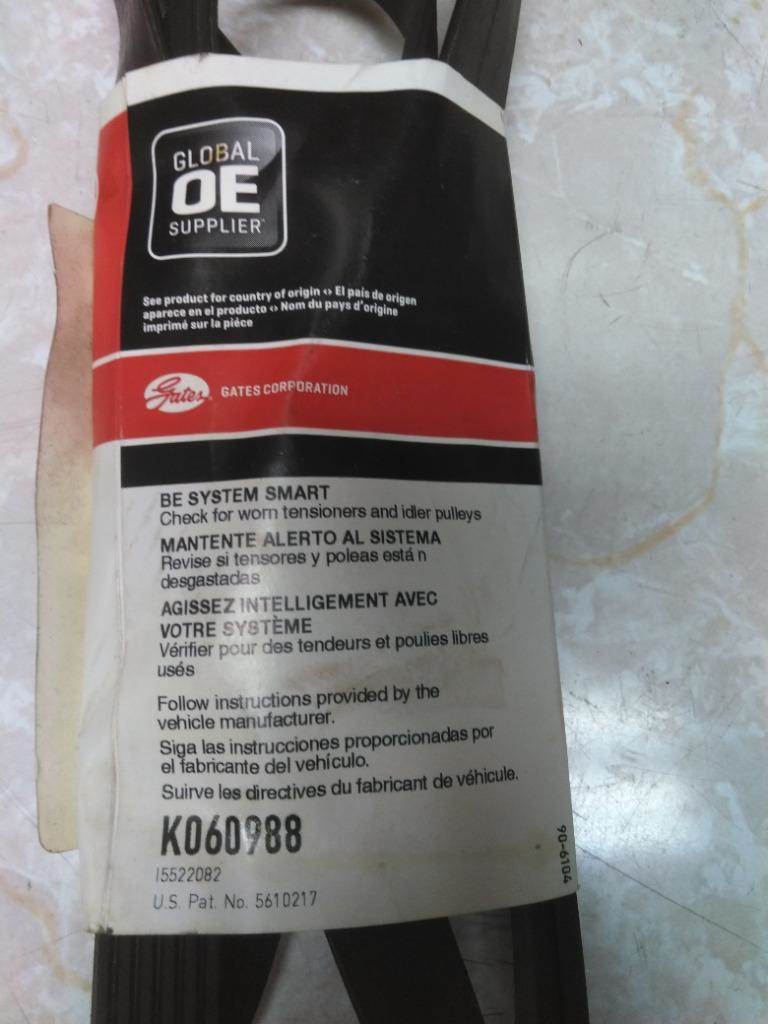 GLOBAL
OE
SUPPLIER
See product for country of origin <> El país de origen
aparece en el producto <> Nom du pays d'origine
imprimé sur la pièce
Gates
GATES CORPORATION
BE SYSTEM SMART
Check for worn tensioners and idler pulleys
MANTENTE ALERTO AL SISTEMA
Revise si tensores y poleas está n
desgastadas
AGISSEZ INTELLIGEMENT AVEC
VOTRE SYSTÈME
Vérifier pour des tendeurs et poulies libres
usés
Follow instructions provided by the
vehicle manufacturer.
Siga las instrucciones proporcionadas por
el fabricante del vehículo.
Suirve les directives du fabricant de véhicule.
K060988
15522082
U.S. Pat. No. 5610217
90-6104